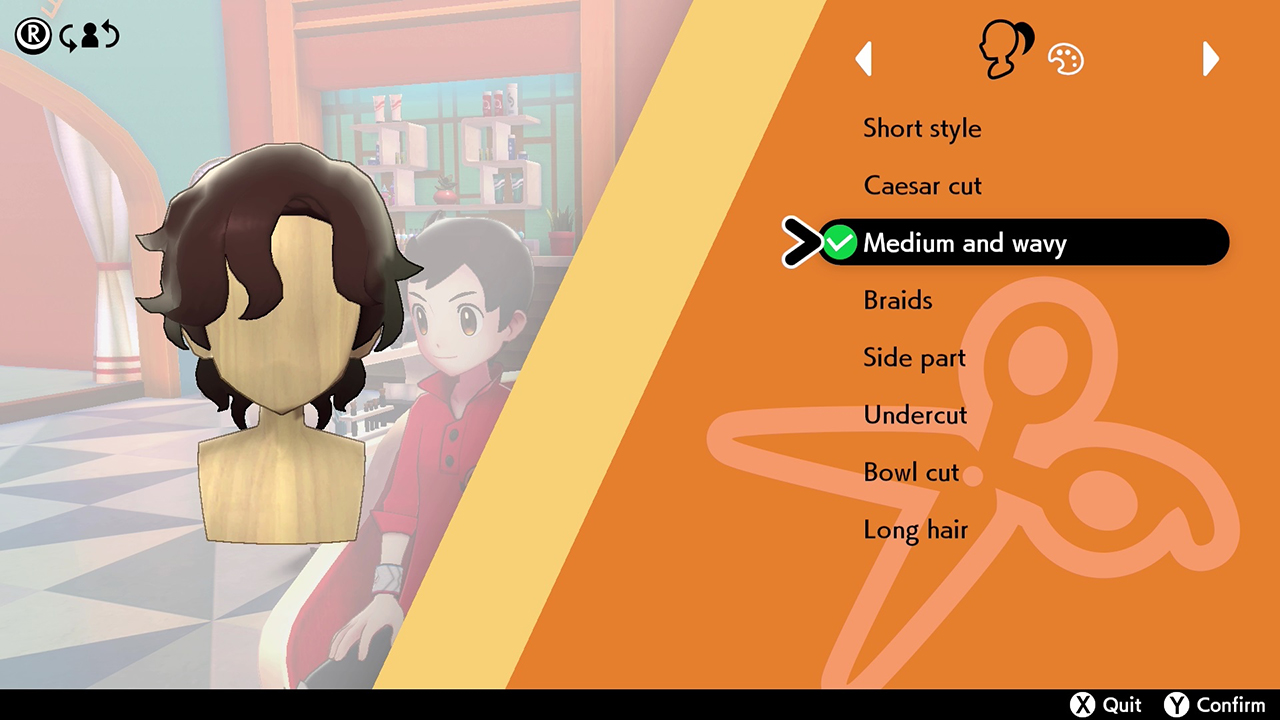 R
Short style
Caesar cut
Medium and wavy
Braids
Side part
Undercut
Bowl cut
Long hair
X Quit Y Confirm